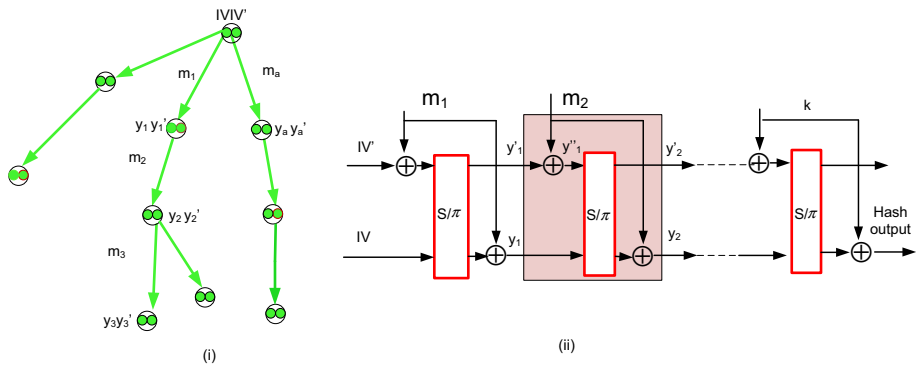 IVIV'
m1
ma
y1 y1'
ya ya'
m2
y2 y2'
m3
y3y3'
(i)
m1
m2
k
IV'
y'1
y''1
y'2
S/π
S/π
S/π
IV
y1
y2
Hash
output
(ii)